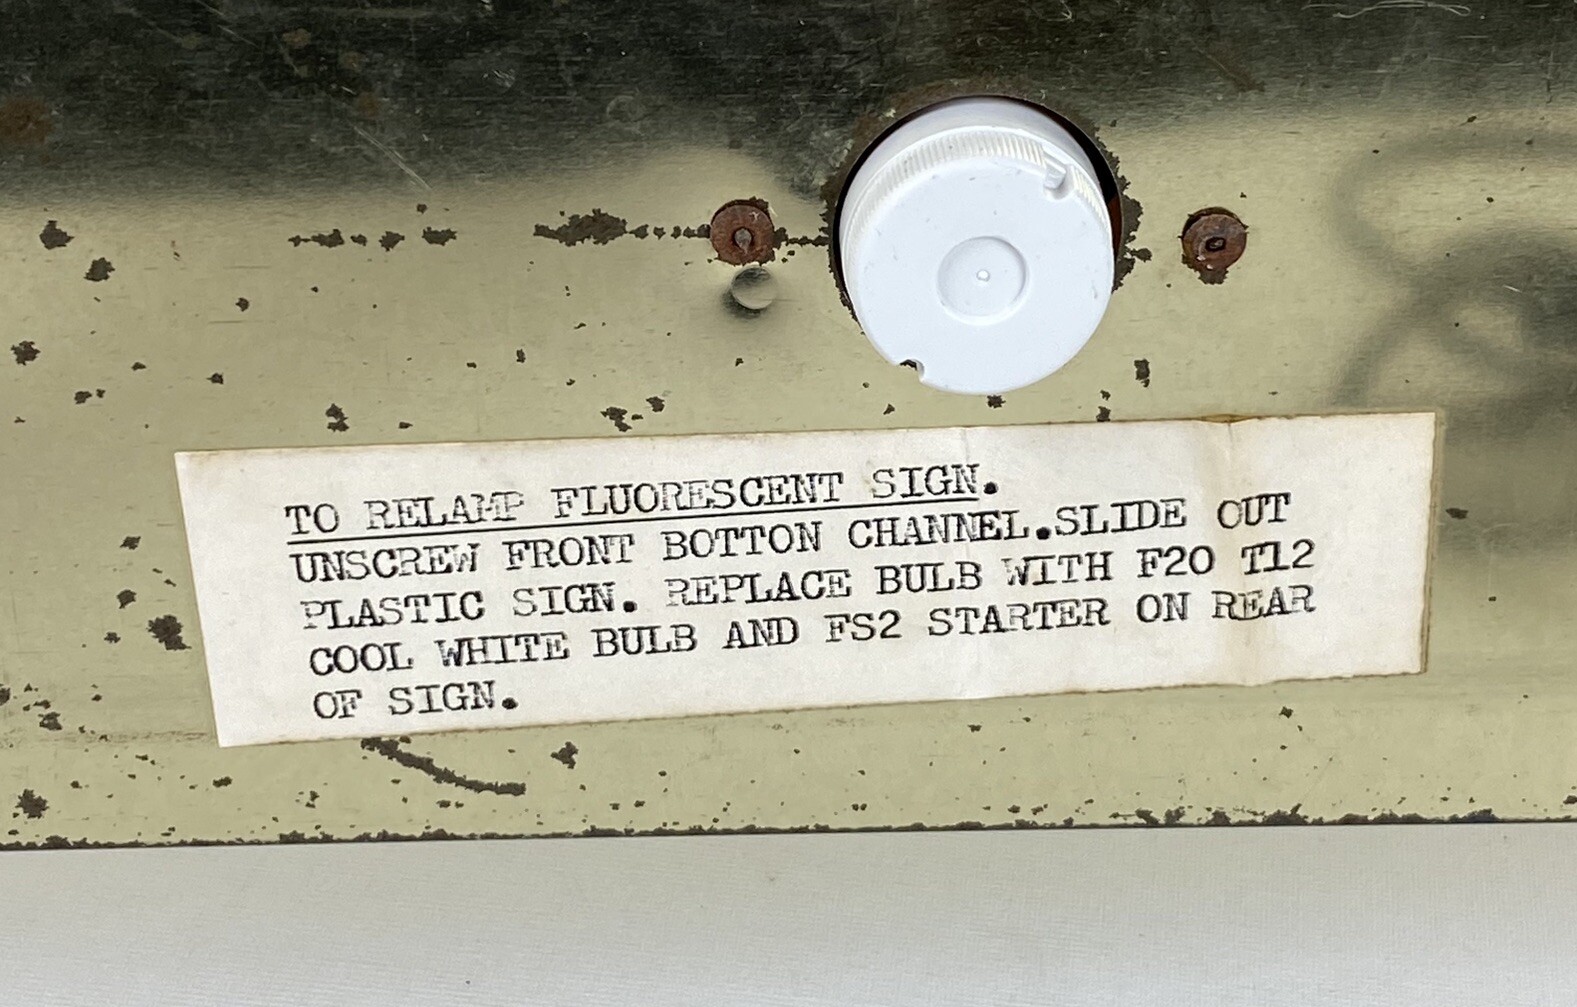 TO RELAMP FLUORESCENT SIGN.
UNSCREW FRONT BOTTON CHANNEL.SLIDE OUT
PLASTIC SIGN. REPLACE BULB WITH F20 T12
COOL WHITE BULB AND FS2 STARTER ON REAR
OF SIGN.